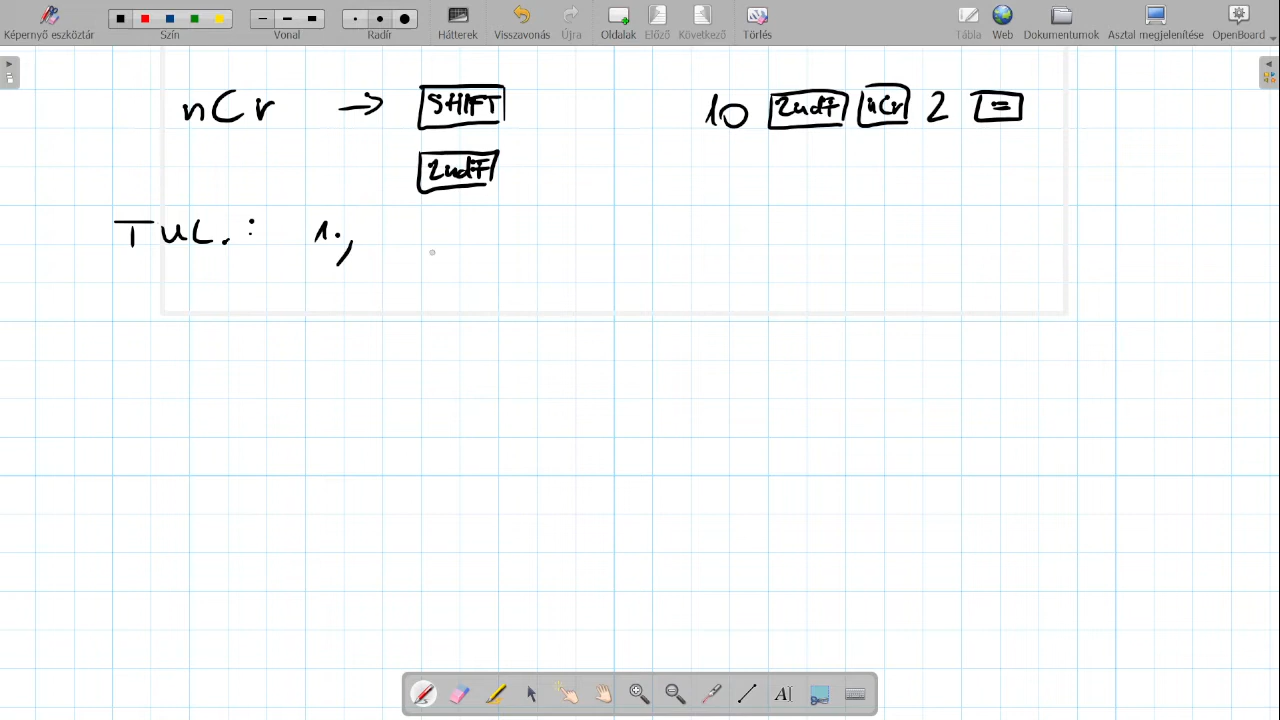 Képernyő eszköztár Szín Vonal Radír Hátterek Visszavonás Újra Oldalak Előző Következő Törlés Tábla Web Dokumentumok Asztal megjelenítése OpenBoard
nCr → SHIFT 10 2ndF nCr 2 =
2ndF
TUL.: 1.,